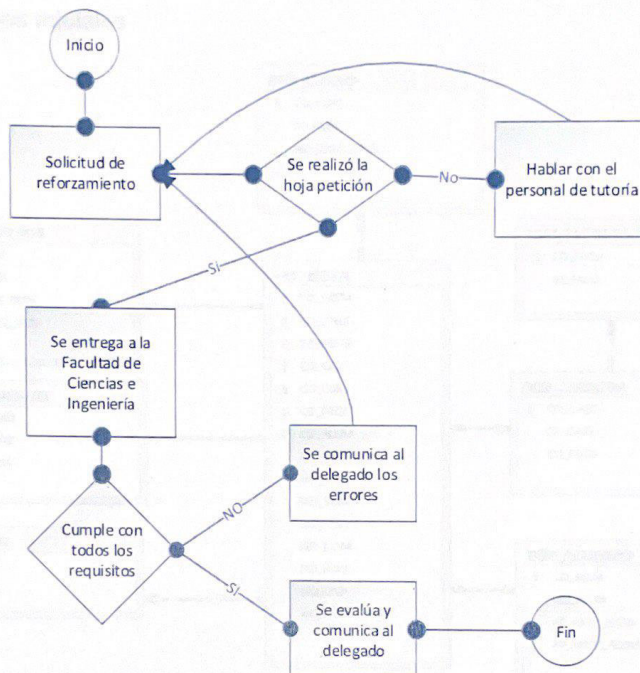 Inicio
Solicitud de
reforzamiento
Se realizó la
hoja petición
No
Hablar con el
personal de tutoría
SI
Se entrega a la
Facultad de
Ciencias e
Ingeniería
Se comunica al
delegado los
errores
NO
Cumple con
todos los
requisitos
SI
Se evalúa y
comunica al
delegado
Fin